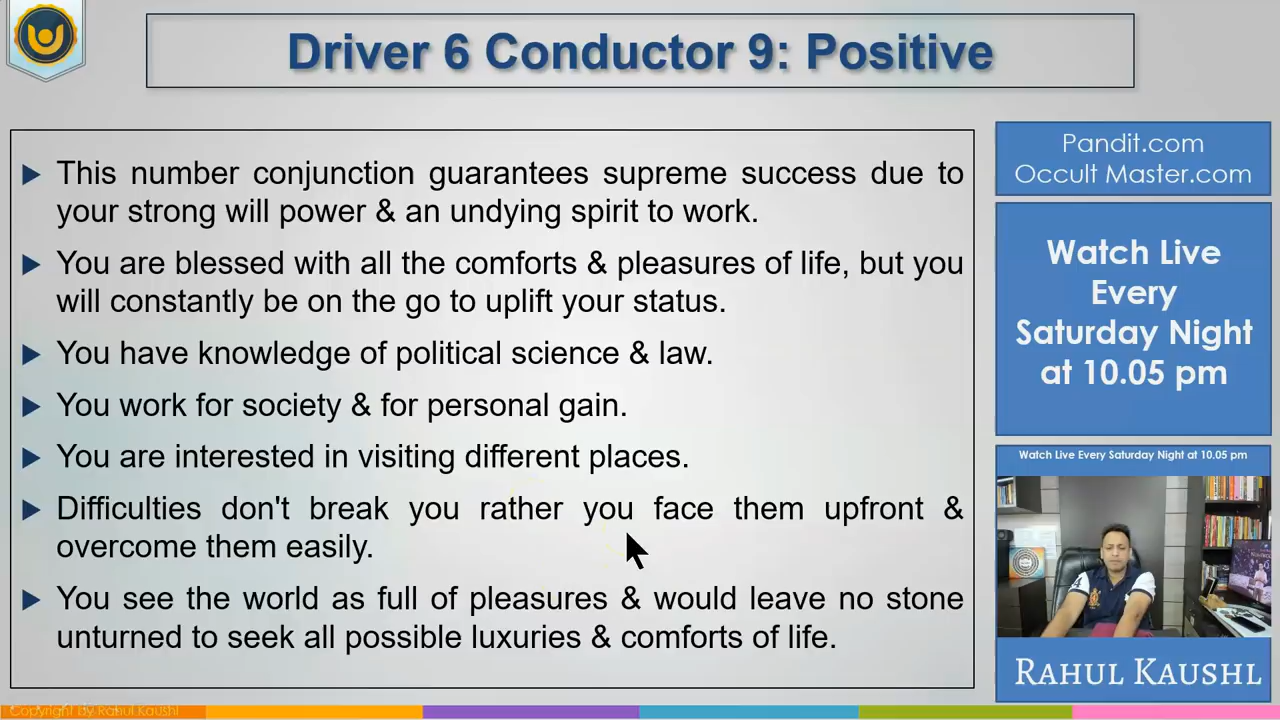 Driver 6 Conductor 9: Positive
This number conjunction guarantees supreme success due to
your strong will power & an undying spirit to work.
You are blessed with all the comforts & pleasures of life, but you
will constantly be on the go to uplift your status.
You have knowledge of political science & law.
You work for society & for personal gain.
You are interested in visiting different places.
Difficulties don't break you rather you face them upfront &
overcome them easily.
You see the world as full of pleasures & would leave no stone
unturned to seek all possible luxuries & comforts of life.
Pandit.com
Occult Master.com
Watch Live
Every
Saturday Night
at 10.05 pm
Watch Live Every Saturday Night at 10.05 pm
RAHUL KAUSHL
Copyright By Rahul Kaushl